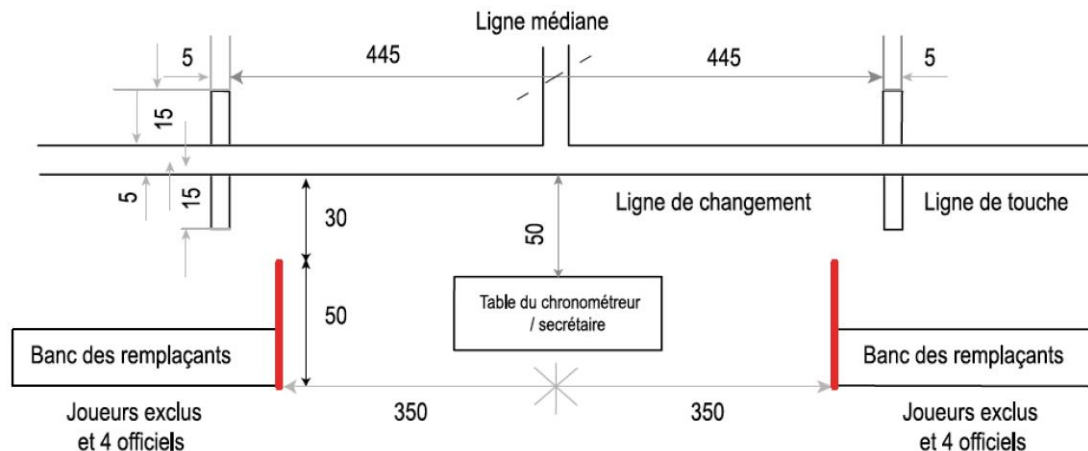 Ligne médiane
5
445
445
5
15
5
15
30
50
Ligne de changement
Ligne de touche
50
Table du chronométreur
/ secrétaire
Banc des remplaçants
Banc des remplaçants
350
350
Joueurs exclus
et 4 officiels
Joueurs exclus
et 4 officiels